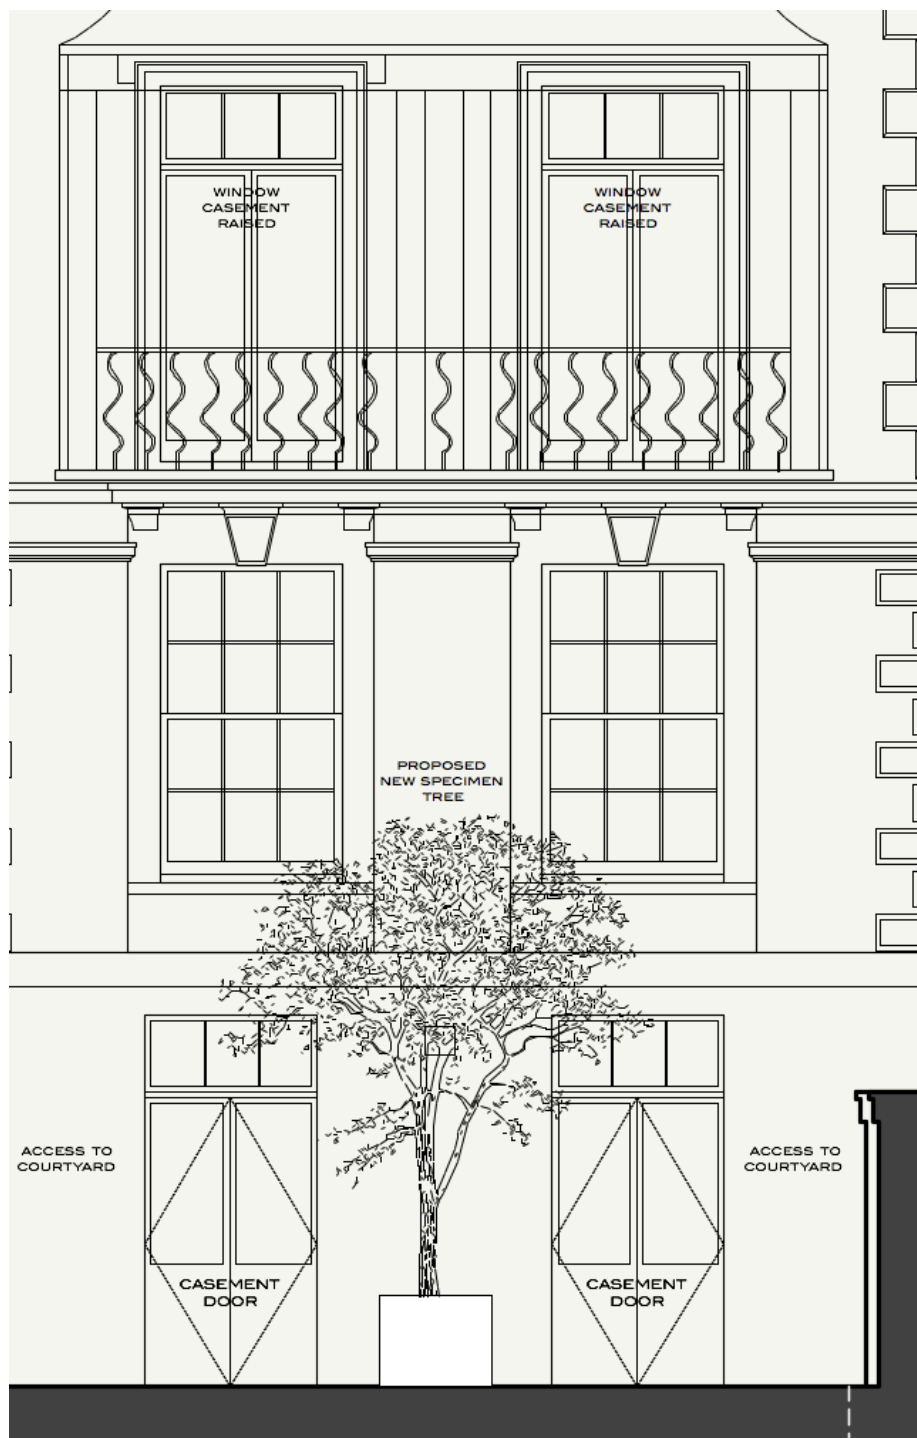 WINDOW
CASEMENT
RAISED
WINDOW
CASEMENT
RAISED
PROPOSED
NEW SPECIMEN
TREE
ACCESS TO
COURTYARD
ACCESS TO
COURTYARD
CASEMENT
DOOR
CASEMENT
DOOR